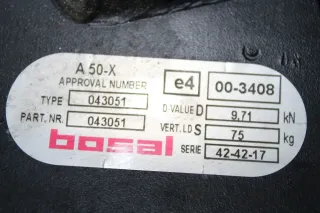 A 50-X
APPROVAL NUMBER e4 00-3408
TYPE 043051 D VALUE D 9.71 kN
PART. NR. 043051 VERT. LD S 75 kg
bosal SERIE 42-42-17